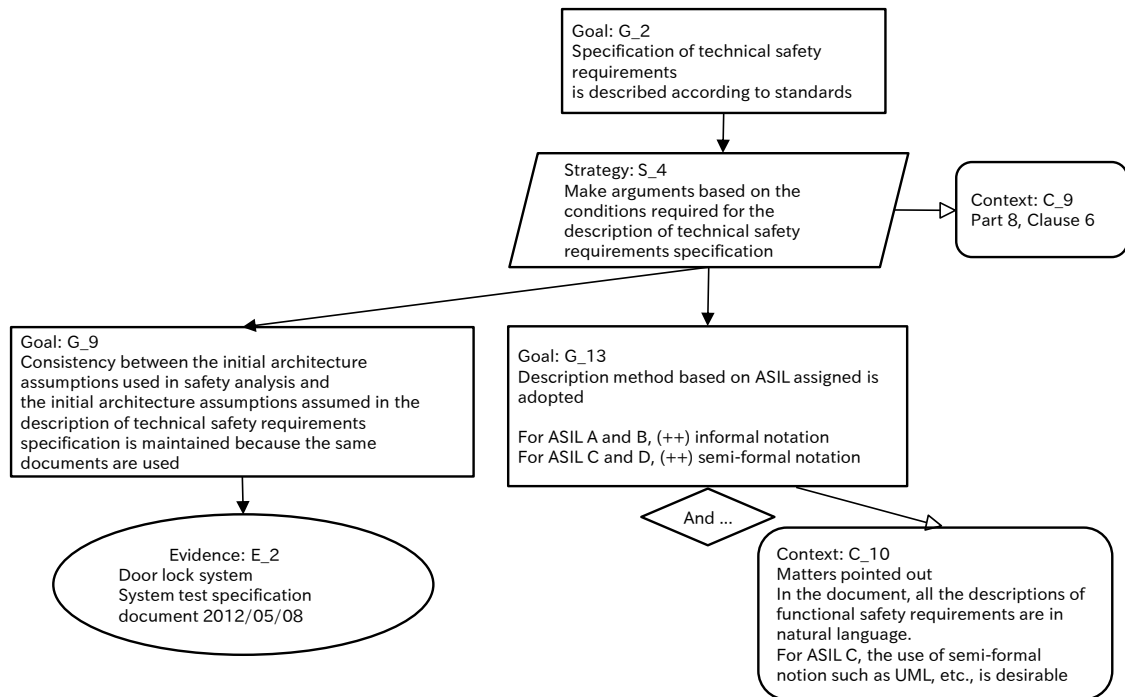 Goal: G_2
Specification of technical safety
requirements
is described according to standards
Strategy: S_4
Make arguments based on the
conditions required for the
description of technical safety
requirements specification
Context: C_9
Part 8, Clause 6
Goal: G_9
Consistency between the initial architecture
assumptions used in safety analysis and
the initial architecture assumptions assumed in the
description of technical safety requirements
specification is maintained because the same
documents are used
Goal: G_13
Description method based on ASIL assigned is
adopted
For ASIL A and B, (++) informal notation
For ASIL C and D, (++) semi-formal notation
And ...
Evidence: E_2
Door lock system
System test specification
document 2012/05/08
Context: C_10
Matters pointed out
In the document, all the descriptions of
functional safety requirements are in
natural language.
For ASIL C, the use of semi-formal
notion such as UML, etc., is desirable